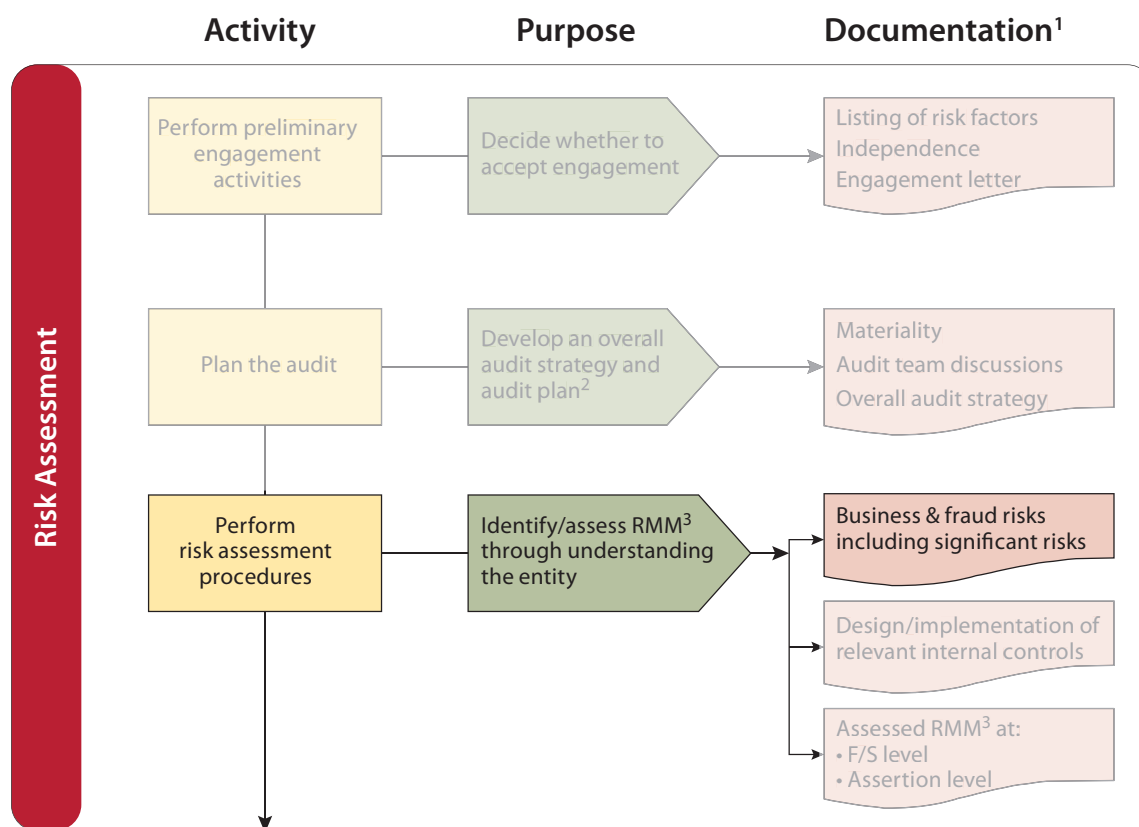 Activity
Purpose
Documentation¹
Risk Assessment
Perform preliminary
engagement
activities
Decide whether to
accept engagement
Listing of risk factors
Independence
Engagement letter
Plan the audit
Develop an overall
audit strategy and
audit plan²
Materiality
Audit team discussions
Overall audit strategy
Perform
risk assessment
procedures
Identify/assess RMM³
through understanding
the entity
Business & fraud risks
including significant risks
Design/implementation of
relevant internal controls
Assessed RMM³ at:
• F/S level
• Assertion level